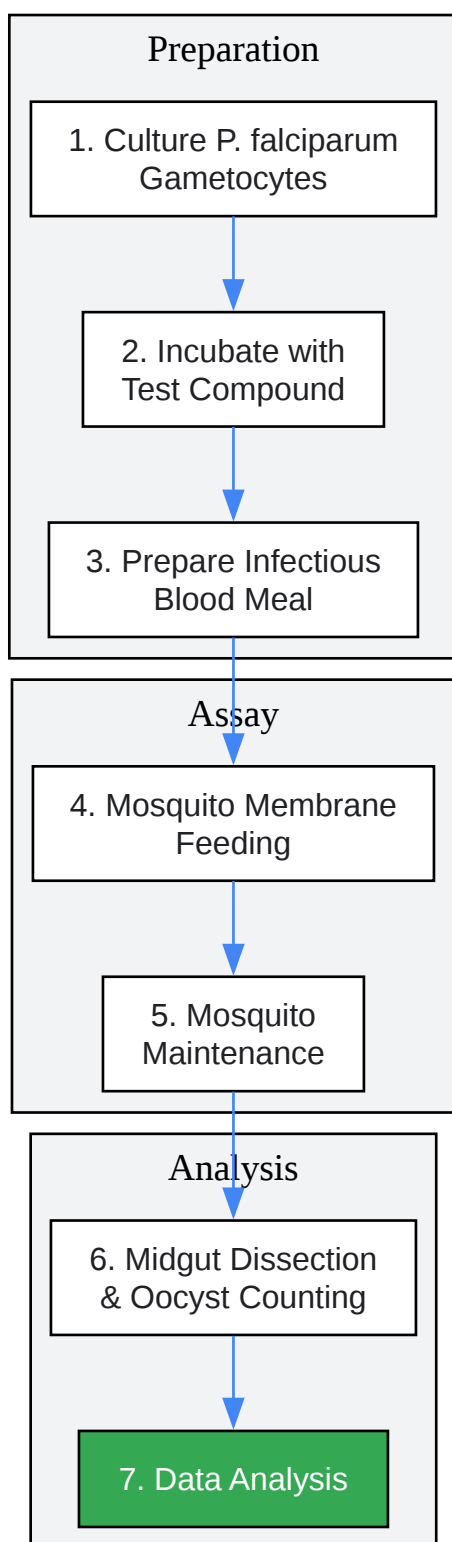 Preparation
1. Culture P. falciparum
Gametocytes
2. Incubate with
Test Compound
3. Prepare Infectious
Blood Meal
Assay
4. Mosquito Membrane
Feeding
5. Mosquito
Maintenance
Analysis
6. Midgut Dissection
& Oocyst Counting
7. Data Analysis